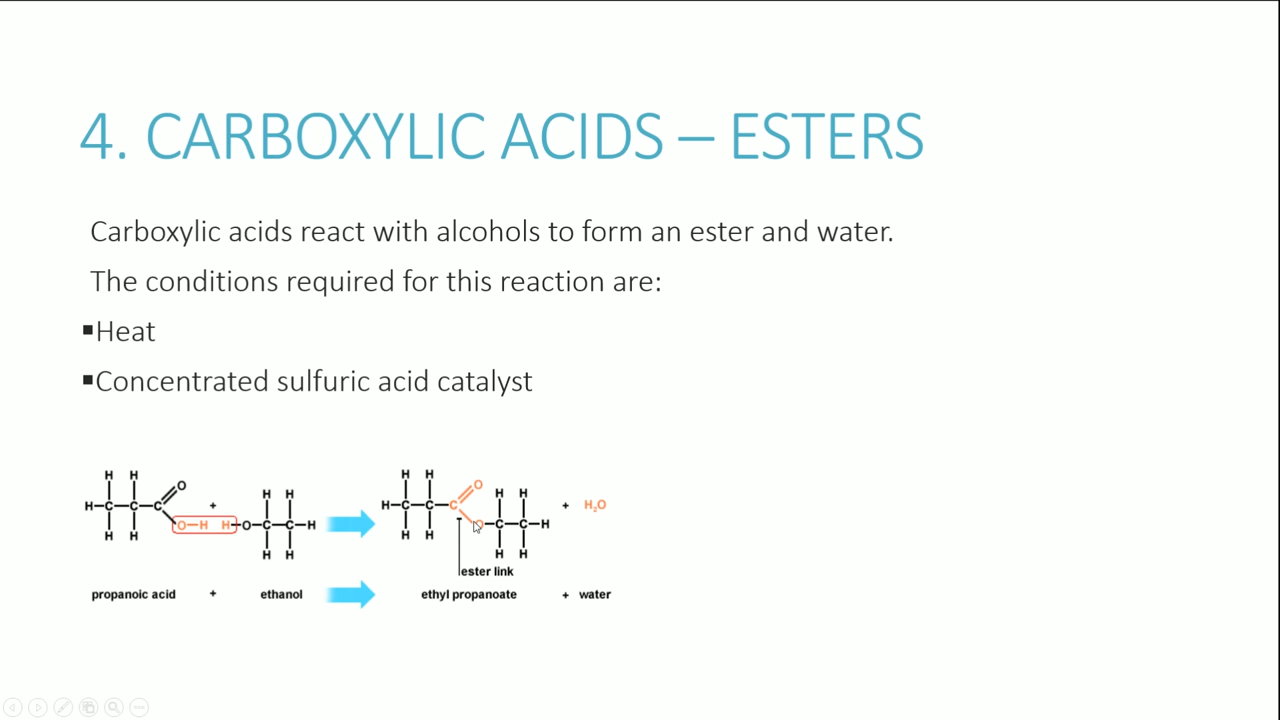 4. CARBOXYLIC ACIDS – ESTERS
Carboxylic acids react with alcohols to form an ester and water.
The conditions required for this reaction are:
▪Heat
▪Concentrated sulfuric acid catalyst
H H H H
H–C–C–C O + H H H–C–C–C O H H + H₂O
O–H H–O–C–C–H O–C–C–H
H H H H H H H H
ester link
propanoic acid + ethanol ethyl propanoate + water